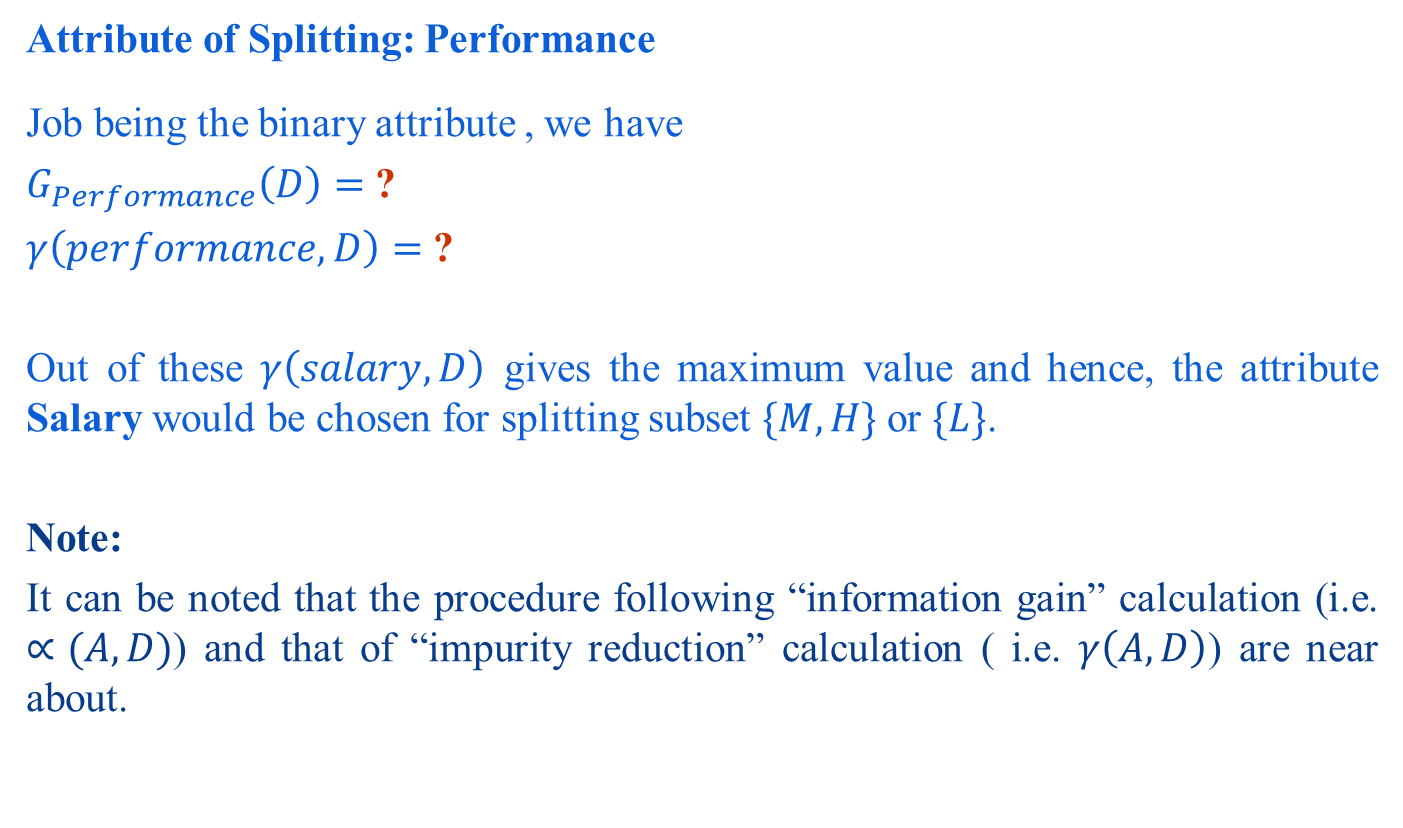 Attribute of Splitting: Performance
Job being the binary attribute , we have
G_Performance(D) = ?
γ(performance, D) = ?
Out of these γ(salary, D) gives the maximum value and hence, the attribute
Salary would be chosen for splitting subset {M, H} or {L}.
Note:
It can be noted that the procedure following “information gain” calculation (i.e.
∝ (A, D)) and that of “impurity reduction” calculation ( i.e. γ(A, D)) are near
about.